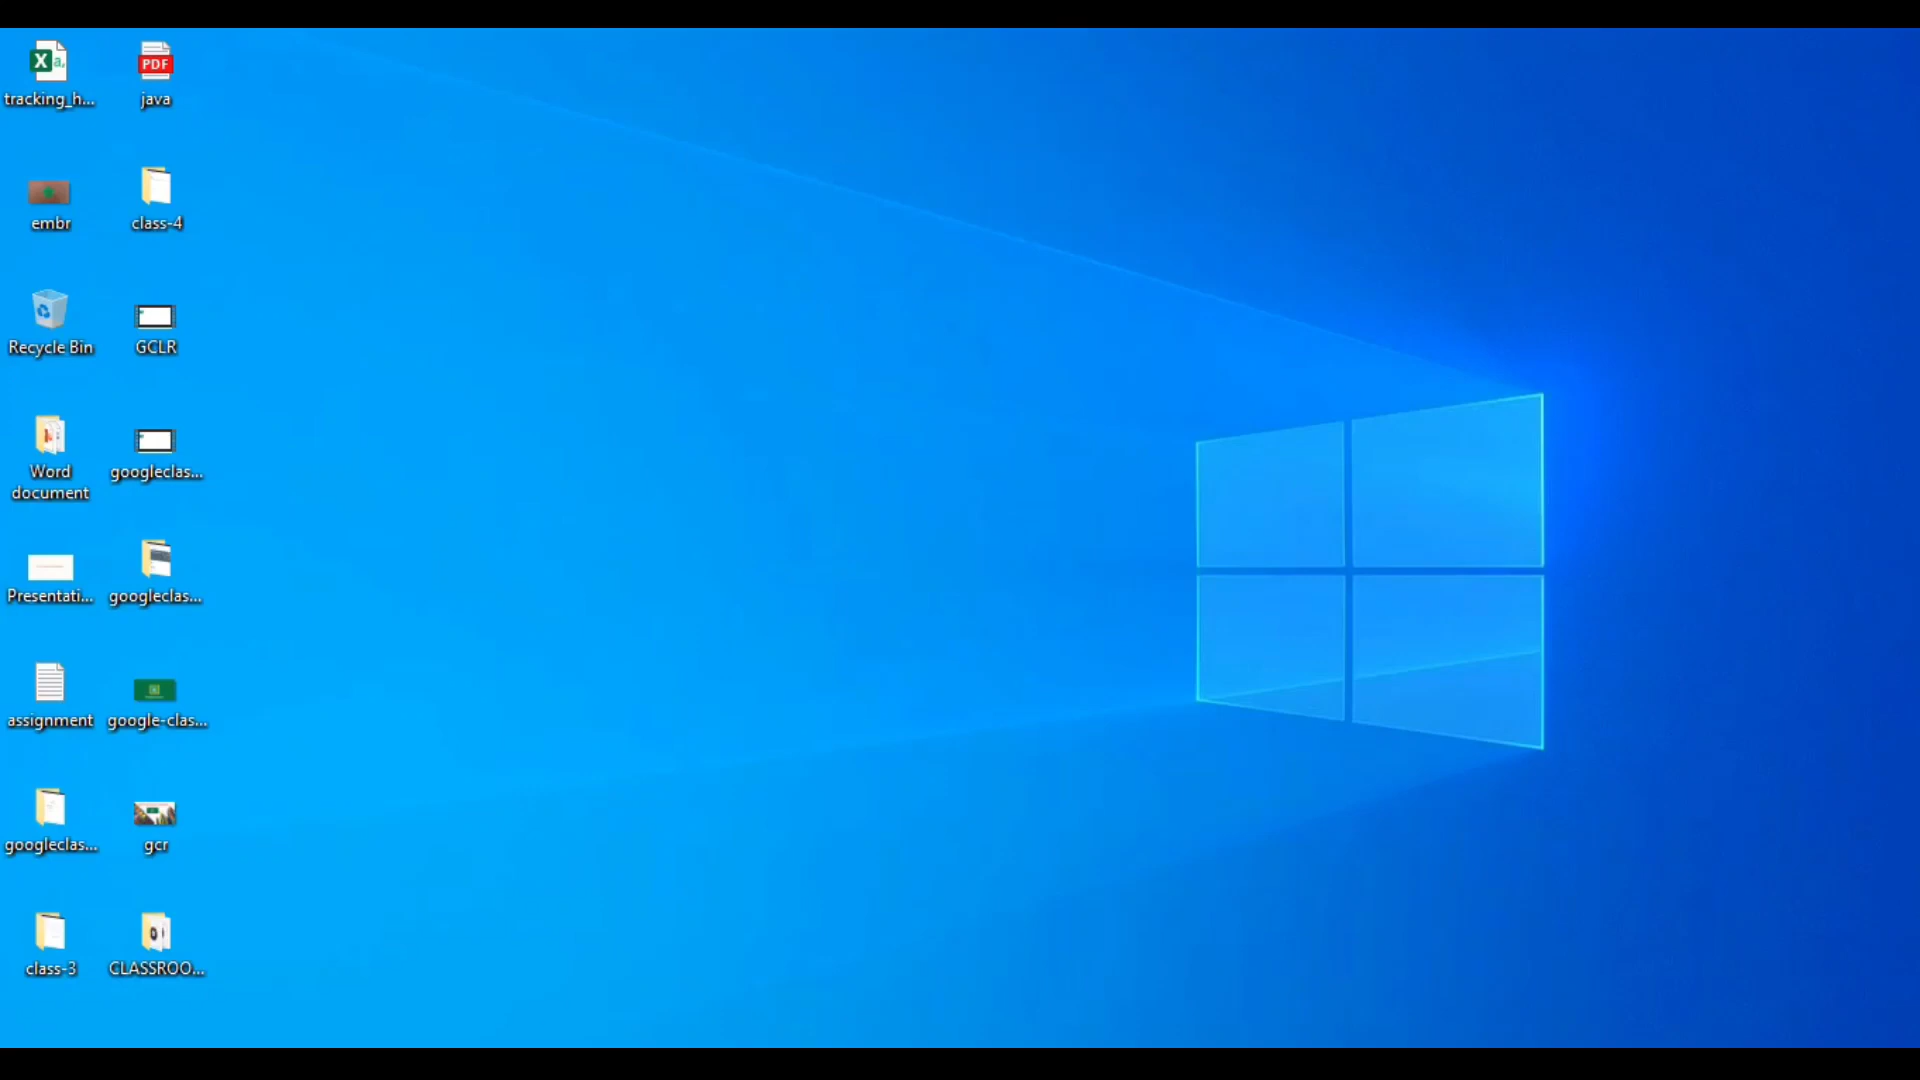 tracking_h...
java
embr
class-4
Recycle Bin
GCLR
Word
document
googleclas...
Presentati...
googleclas...
assignment
google-clas...
googleclas...
gcr
class-3
CLASSROO...
PDF